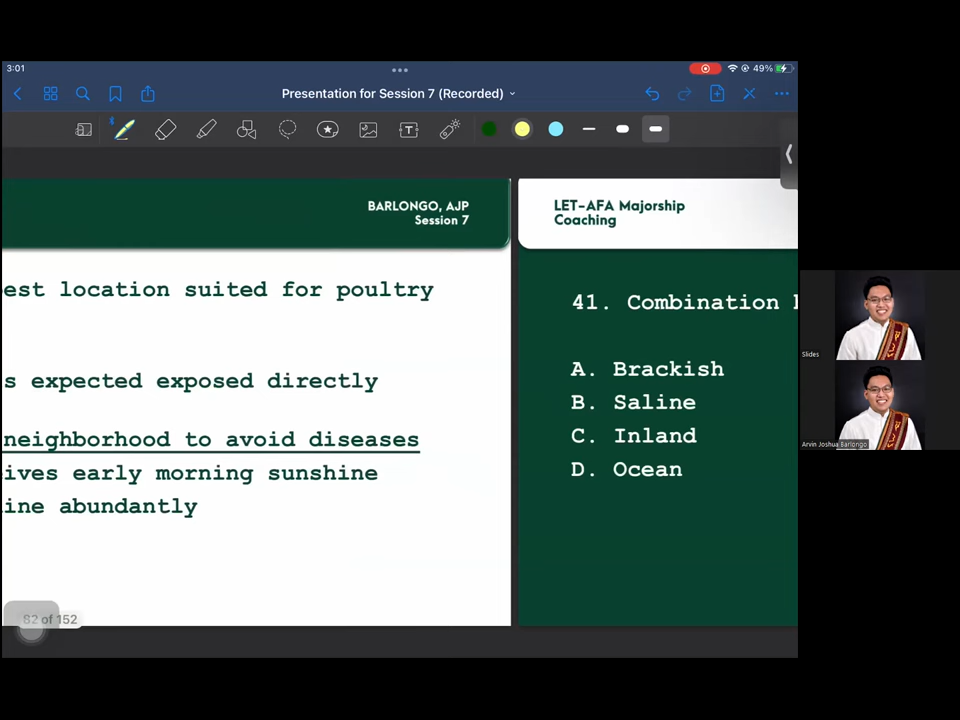 3:01
49%
Presentation for Session 7 (Recorded)
BARLONGO, AJP
Session 7
est location suited for poultry
s expected exposed directly
neighborhood to avoid diseases
ives early morning sunshine
ine abundantly
82 of 152
LET-AFA Majorship
Coaching
41. Combination
A. Brackish
B. Saline
C. Inland
D. Ocean
Slides
Arvin Joshua Barlongo